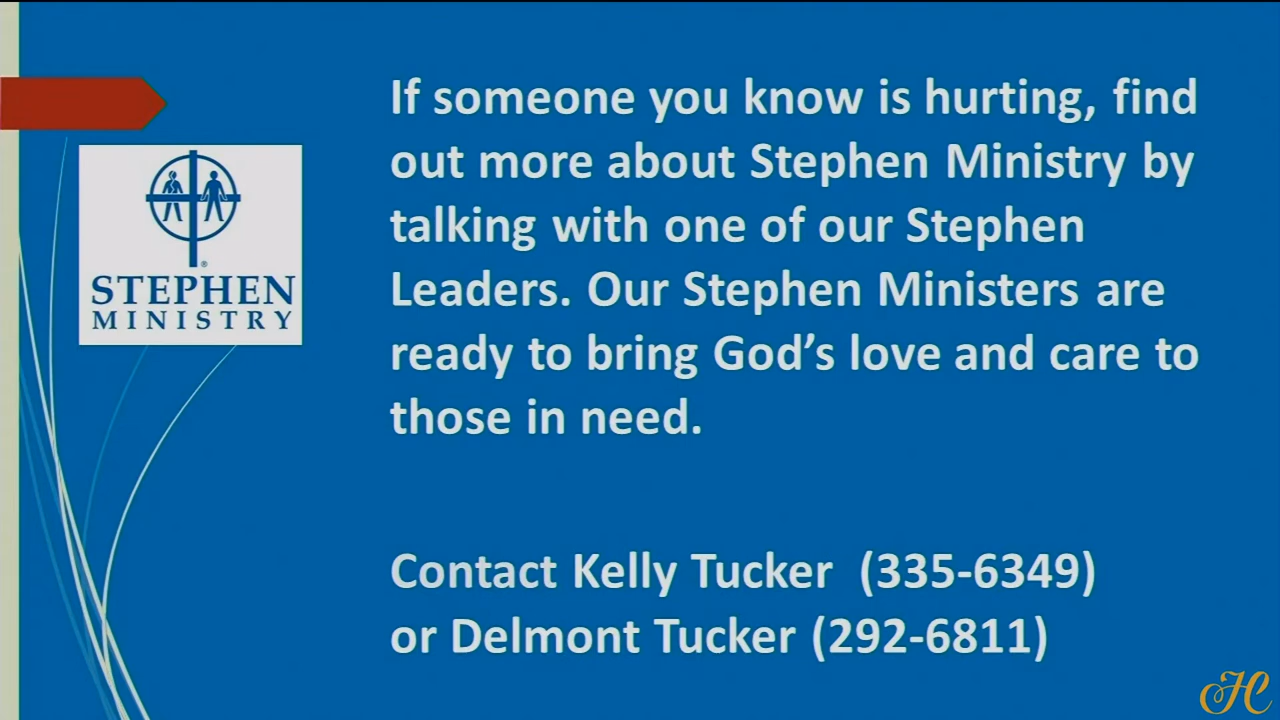 If someone you know is hurting, find
out more about Stephen Ministry by
talking with one of our Stephen
Leaders. Our Stephen Ministers are
ready to bring God’s love and care to
those in need.
Contact Kelly Tucker (335-6349)
or Delmont Tucker (292-6811)
STEPHEN
MINISTRY
®
HC